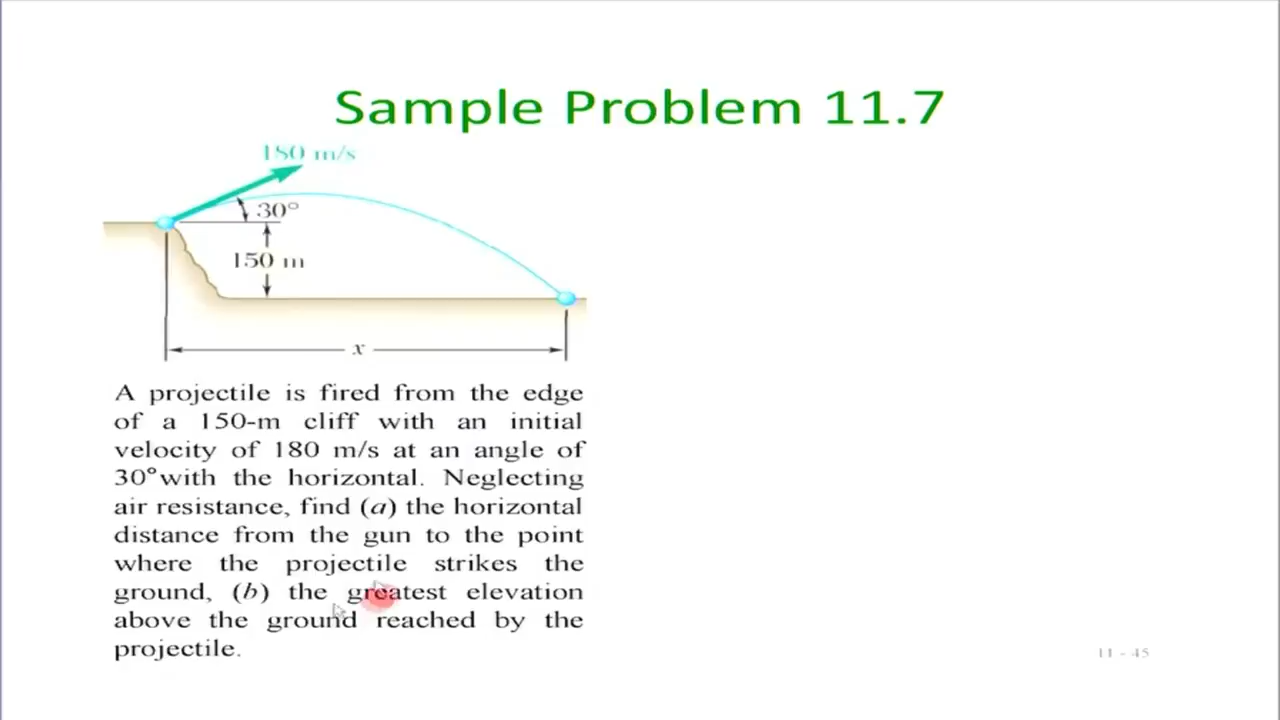 Sample Problem 11.7
180 m/s
30°
150 m
x
A projectile is fired from the edge
of a 150-m cliff with an initial
velocity of 180 m/s at an angle of
30°with the horizontal. Neglecting
air resistance, find (a) the horizontal
distance from the gun to the point
where the projectile strikes the
ground, (b) the greatest elevation
above the ground reached by the
projectile.
11 - 45